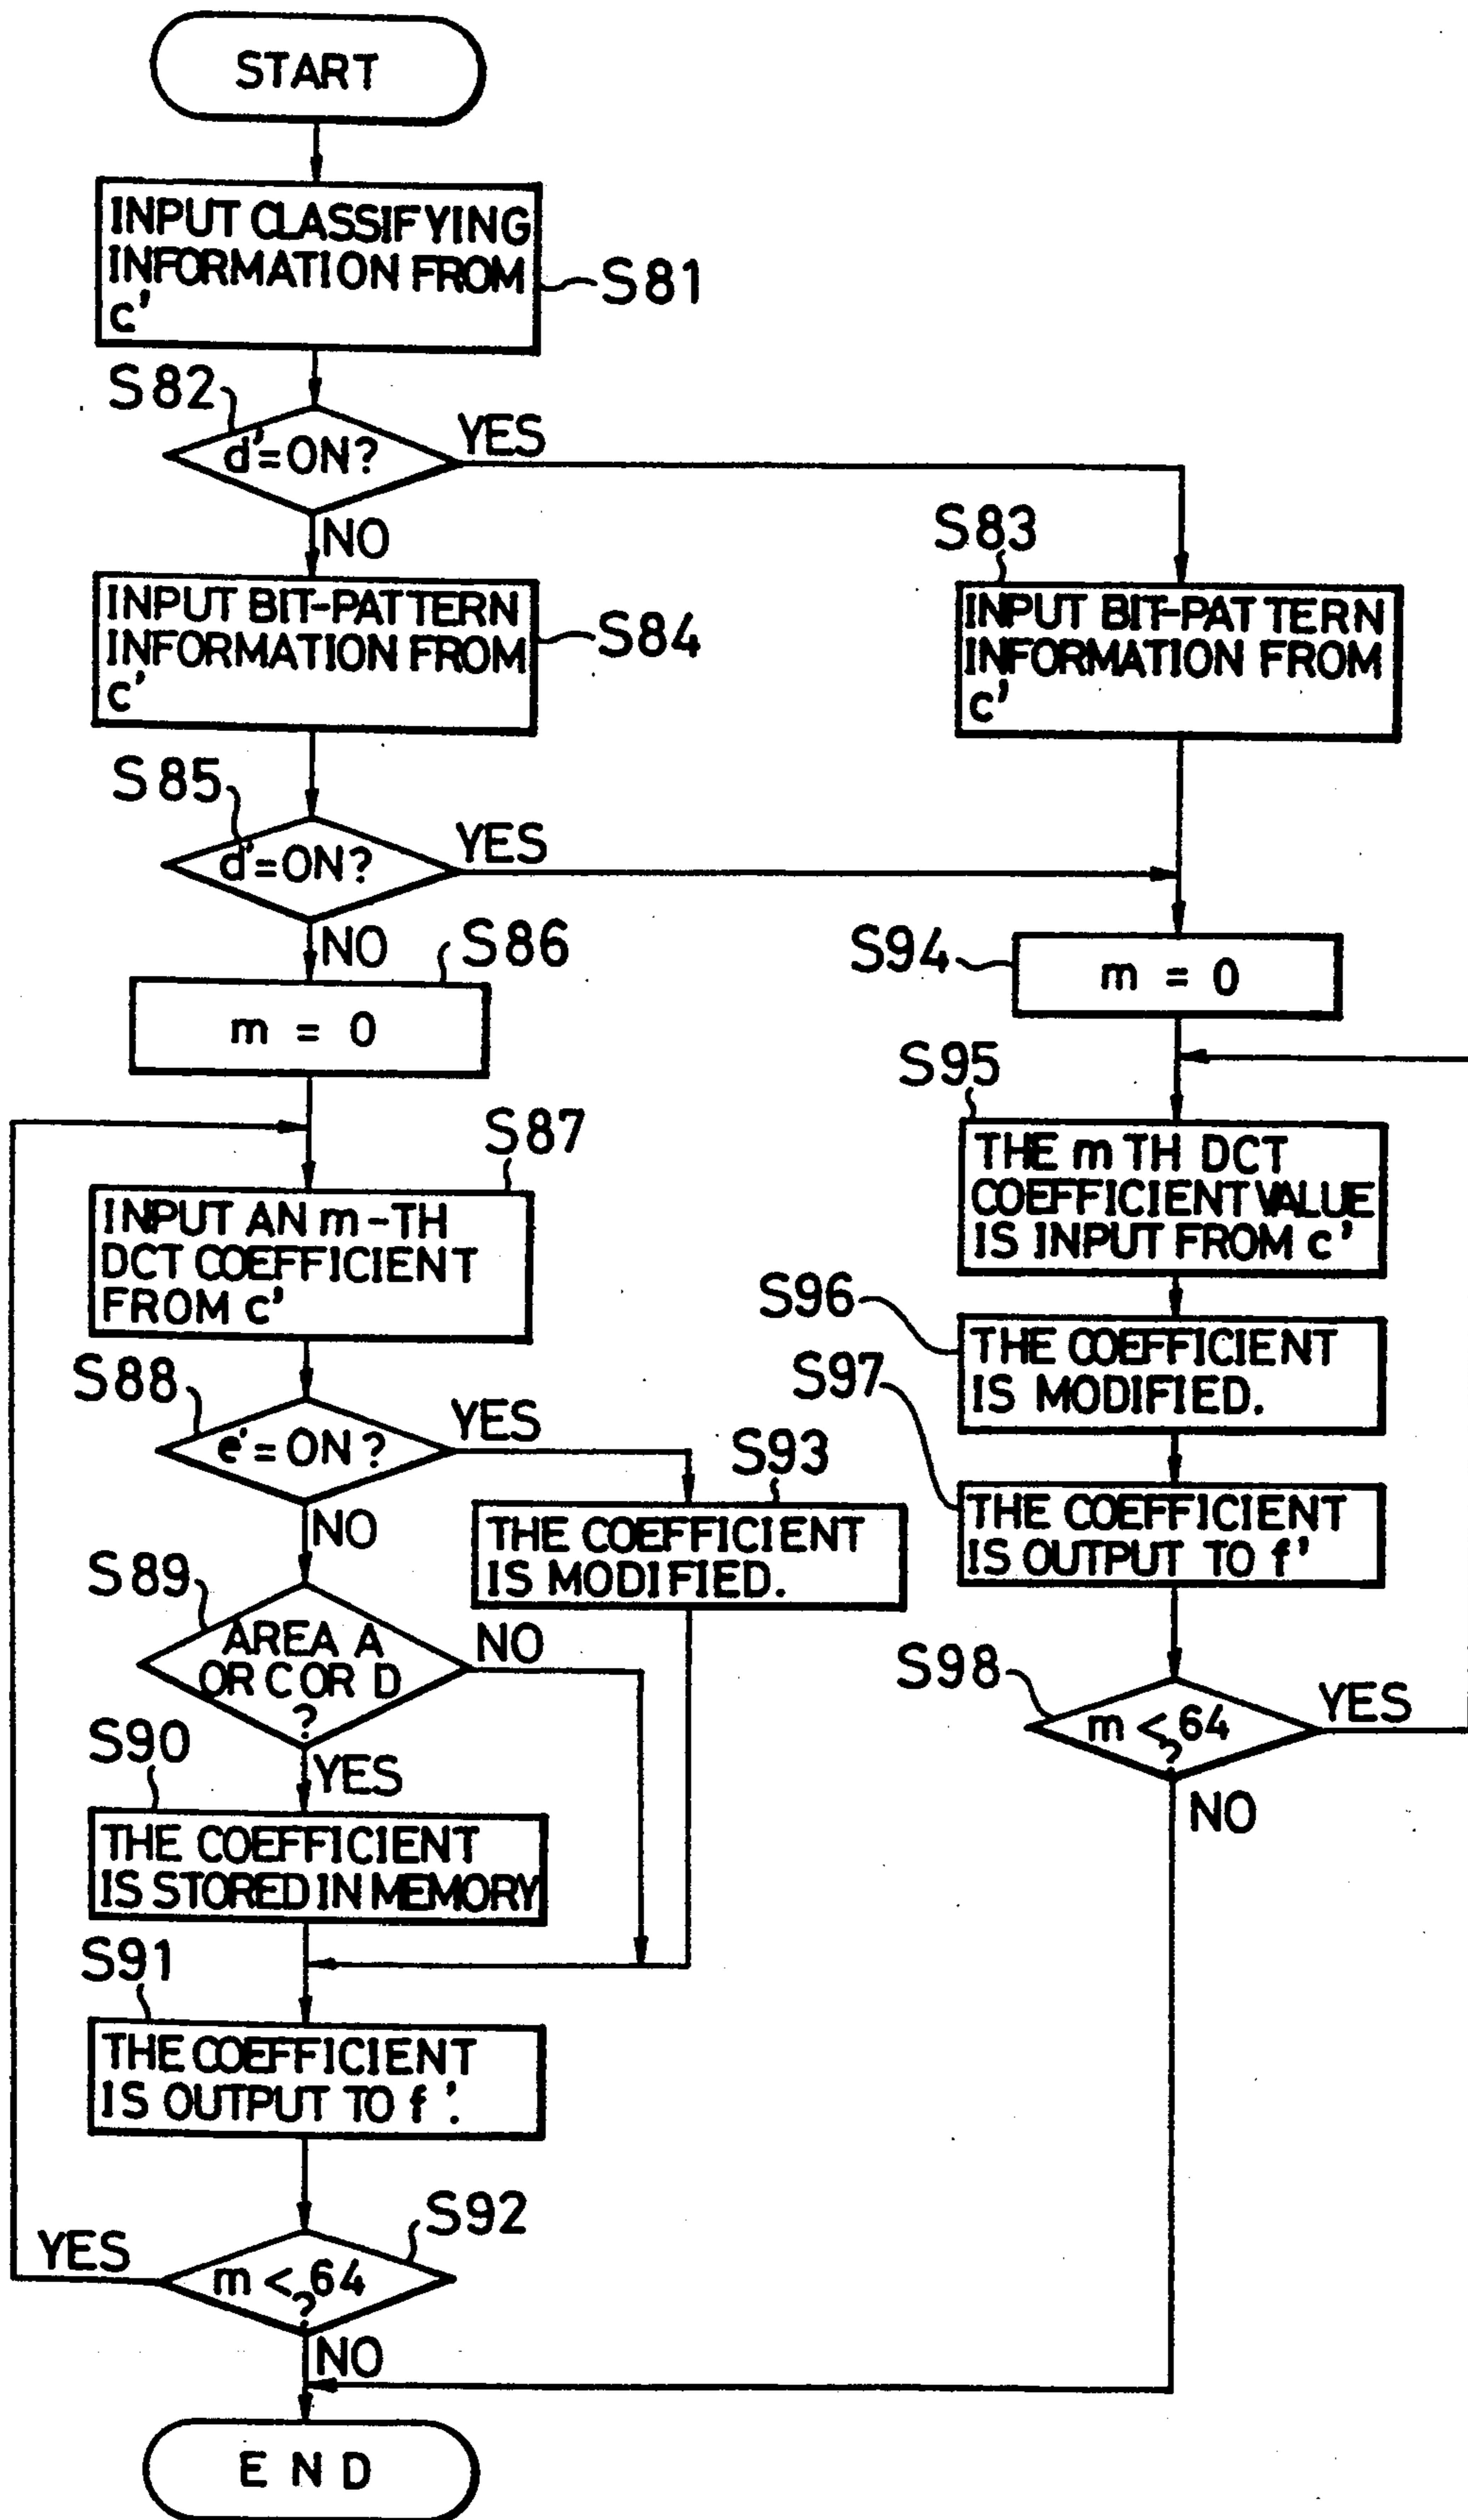 START
INPUT CLASSIFYING
INFORMATION FROM
c'
S81
S82
d'=ON?
YES
NO
S83
INPUT BIT-PATTERN
INFORMATION FROM
c'
S84
INPUT BIT-PATTERN
INFORMATION FROM
c'
S85
d'=ON?
YES
NO
S86
m = 0
S94
m = 0
S95
THE m TH DCT
COEFFICIENT VALUE
IS INPUT FROM c'
S87
INPUT AN m-TH
DCT COEFFICIENT
FROM c'
S96
THE COEFFICIENT
IS MODIFIED.
S97
THE COEFFICIENT
IS OUTPUT TO f'
S88
e'=ON?
YES
NO
S93
THE COEFFICIENT
IS MODIFIED.
S89
AREA A
OR C OR D
?
NO
YES
S98
m < 64
?
YES
NO
S90
THE COEFFICIENT
IS STORED IN MEMORY
S91
THE COEFFICIENT
IS OUTPUT TO f'.
S92
m < 64
?
YES
NO
END